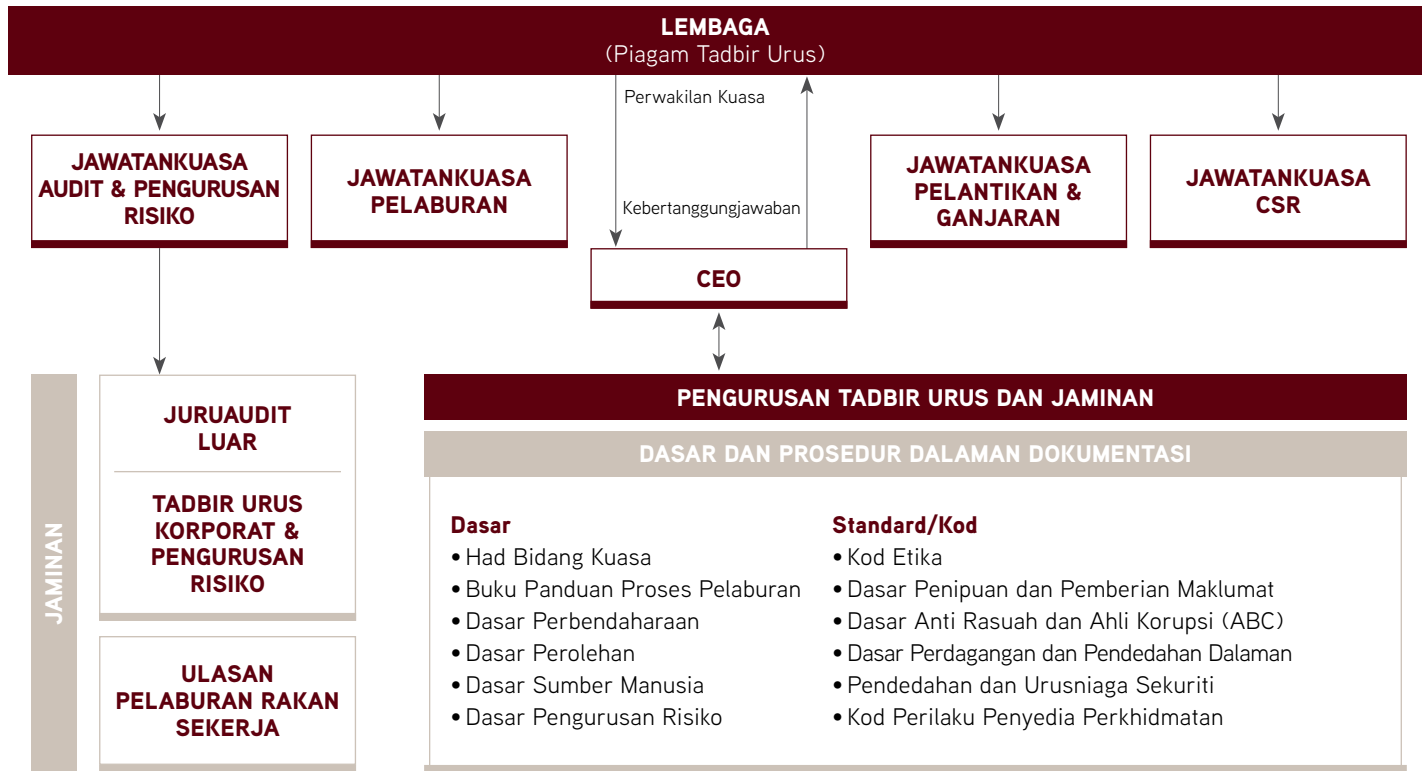 LEMBAGA
(Piagam Tadbir Urus)
Perwakilan Kuasa
JAWATANKUASA
AUDIT & PENGURUSAN
RISIKO
JAWATANKUASA
PELABURAN
Kebertanggungjawaban
JAWATANKUASA
PELANTIKAN &
GANJARAN
JAWATANKUASA
CSR
CEO
JAMINAN
JURUAUDIT
LUAR
TADBIR URUS
KORPORAT &
PENGURUSAN
RISIKO
ULASAN
PELABURAN RAKAN
SEKERJA
PENGURUSAN TADBIR URUS DAN JAMINAN
DASAR DAN PROSEDUR DALAMAN DOKUMENTASI
Dasar
• Had Bidang Kuasa
• Buku Panduan Proses Pelaburan
• Dasar Perbendaharaan
• Dasar Perolehan
• Dasar Sumber Manusia
• Dasar Pengurusan Risiko
Standard/Kod
• Kod Etika
• Dasar Penipuan dan Pemberian Maklumat
• Dasar Anti Rasuah dan Ahli Korupsi (ABC)
• Dasar Perdagangan dan Pendedahan Dalaman
• Pendedahan dan Urusniaga Sekuriti
• Kod Perilaku Penyedia Perkhidmatan